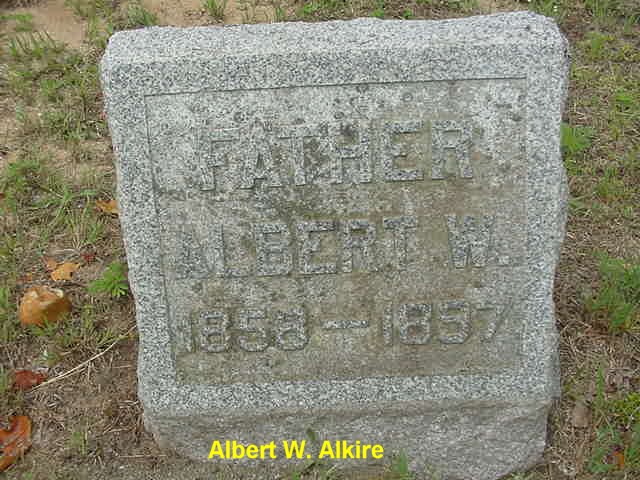 FATHER
ALBERT W.
1858 — 1897
Albert W. Alkire